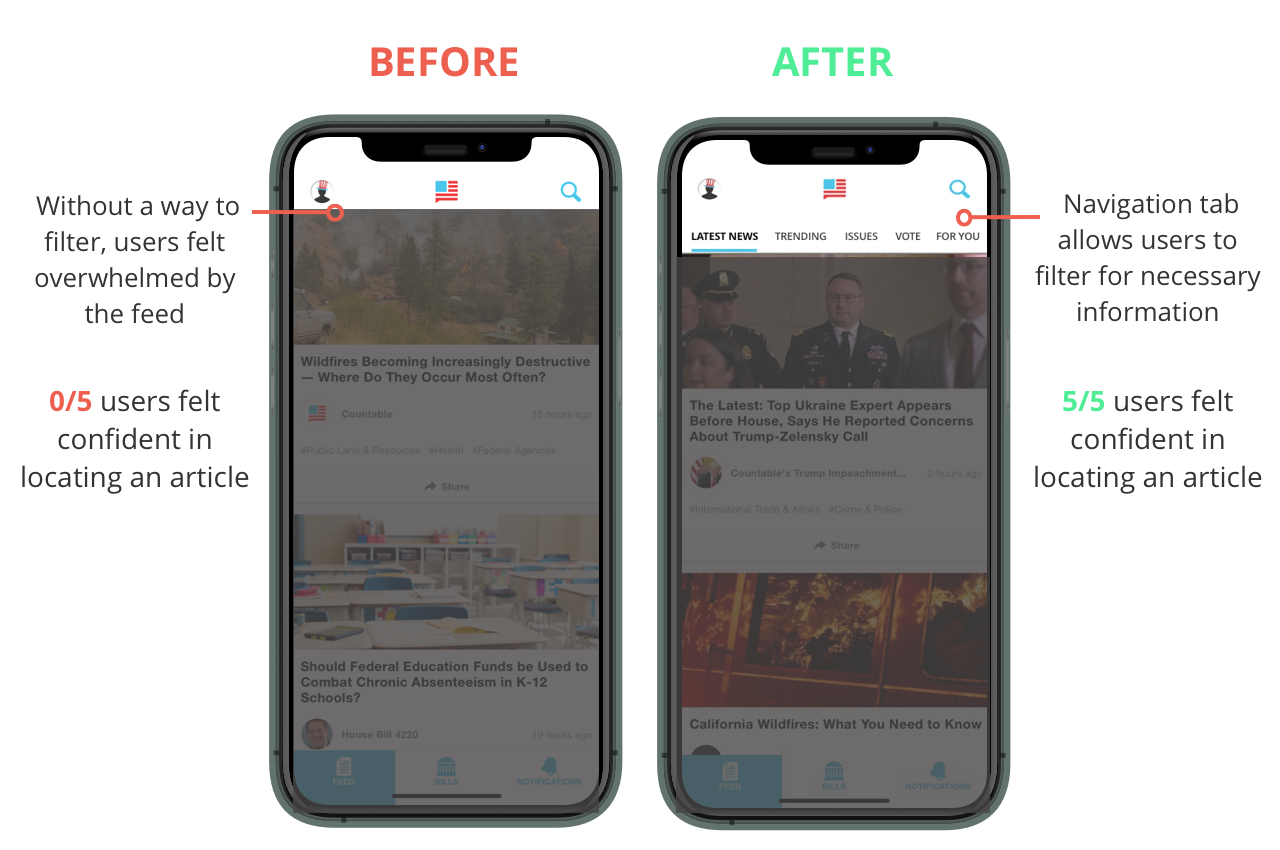 BEFORE
AFTER
Without a way to
filter, users felt
overwhelmed by
the feed
0/5 users felt
confident in
locating an article
Wildfires Becoming Increasingly Destructive
— Where Do They Occur Most Often?
Countable 15 hours ago
#Public Land & Resources #Health #Federal Agencies
Share
Should Federal Education Funds be Used to
Combat Chronic Absenteeism in K-12
Schools?
House Bill 4220 19 hours ago
FEED BILLS NOTIFICATIONS
LATEST NEWS TRENDING ISSUES VOTE FOR YOU
The Latest: Top Ukraine Expert Appears
Before House, Says He Reported Concerns
About Trump-Zelensky Call
Countable's Trump Impeachment... 2 hours ago
#International Trade & Affairs #Crime & Police
Share
California Wildfires: What You Need to Know
FEED BILLS NOTIFICATIONS
Navigation tab
allows users to
filter for necessary
information
5/5 users felt
confident in
locating an article